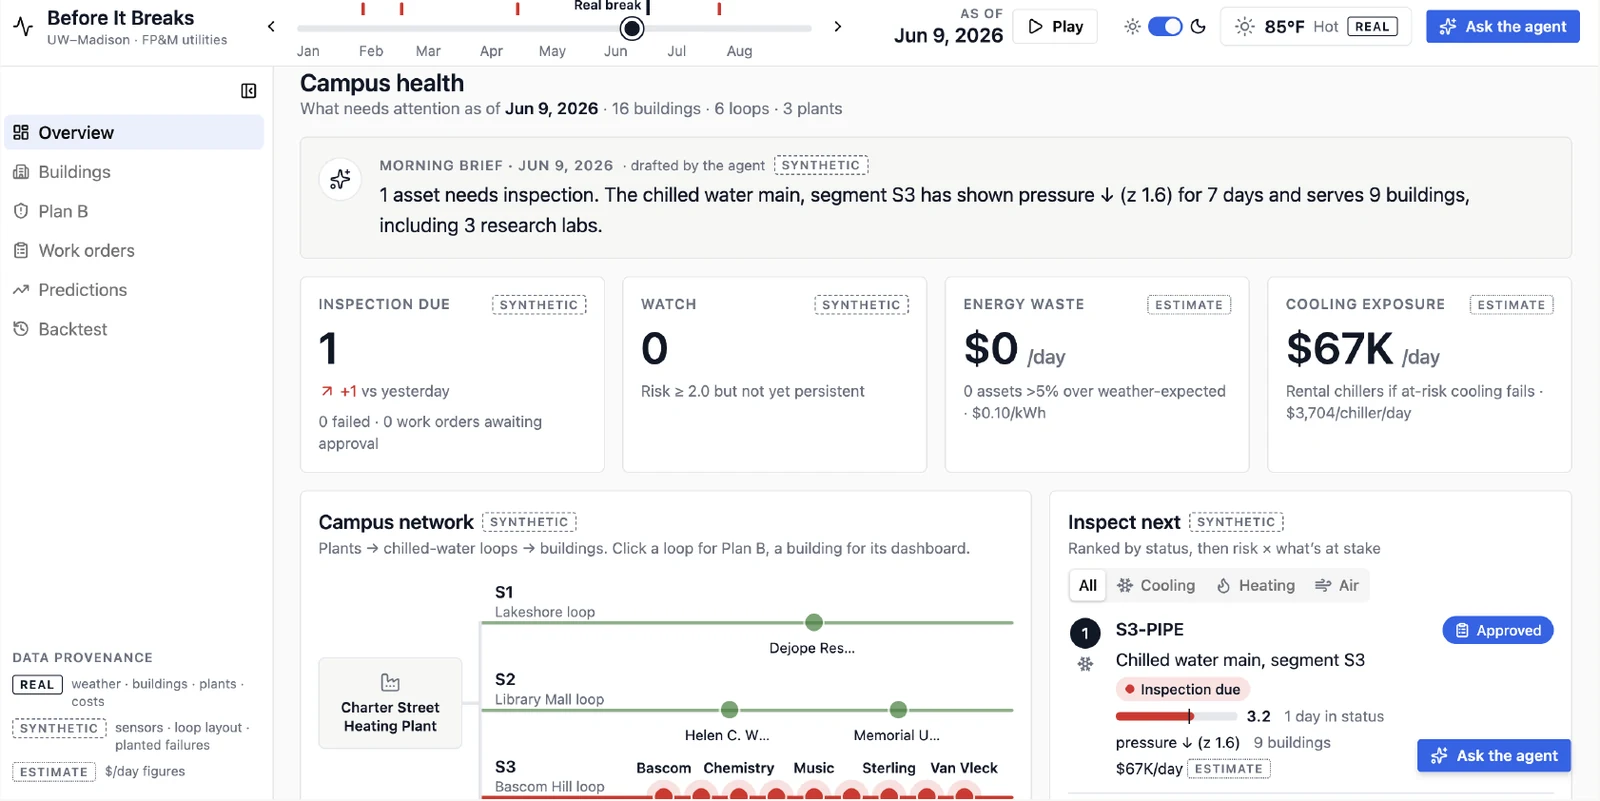 Before It Breaks
UW–Madison · FP&M utilities
Real break
Jan Feb Mar Apr May Jun Jul Aug
AS OF
Jun 9, 2026
Play
85°F Hot REAL
Ask the agent
Overview
Buildings
Plan B
Work orders
Predictions
Backtest
DATA PROVENANCE
REAL weather · buildings · plants ·
costs
SYNTHETIC sensors · loop layout ·
planted failures
ESTIMATE $/day figures
Campus health
What needs attention as of Jun 9, 2026 · 16 buildings · 6 loops · 3 plants
MORNING BRIEF · JUN 9, 2026 · drafted by the agent SYNTHETIC
1 asset needs inspection. The chilled water main, segment S3 has shown pressure ↓ (z 1.6) for 7 days and serves 9 buildings,
including 3 research labs.
INSPECTION DUE SYNTHETIC
1
↗ +1 vs yesterday
0 failed · 0 work orders awaiting
approval
WATCH SYNTHETIC
0
Risk ≥ 2.0 but not yet persistent
ENERGY WASTE ESTIMATE
$0 /day
0 assets >5% over weather-expected
· $0.10/kWh
COOLING EXPOSURE ESTIMATE
$67K /day
Rental chillers if at-risk cooling fails ·
$3,704/chiller/day
Campus network SYNTHETIC
Plants → chilled-water loops → buildings. Click a loop for Plan B, a building for its dashboard.
Charter Street
Heating Plant
S1
Lakeshore loop
Dejope Res...
S2
Library Mall loop
Helen C. W... Memorial U...
S3
Bascom Hill loop
Bascom Chemistry Music Sterling Van Vleck
Inspect next SYNTHETIC
Ranked by status, then risk × what's at stake
All Cooling Heating Air
1 S3-PIPE Approved
Chilled water main, segment S3
Inspection due
3.2 1 day in status
pressure ↓ (z 1.6) 9 buildings
$67K/day ESTIMATE
Ask the agent